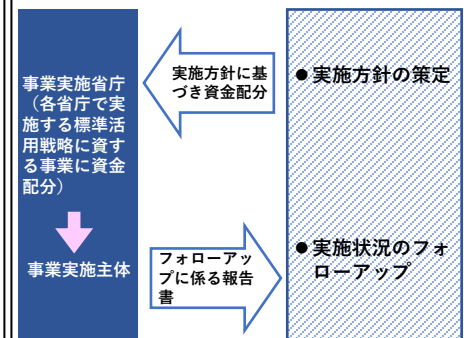 事業実施省庁
（各省庁で実
施する標準活
用戦略に資す
る事業に資金
配分）
事業実施主体
実施方針に基
づき資金配分
フォローアッ
プに係る報告
書
●実施方針の策定
●実施状況のフォ
ローアップ